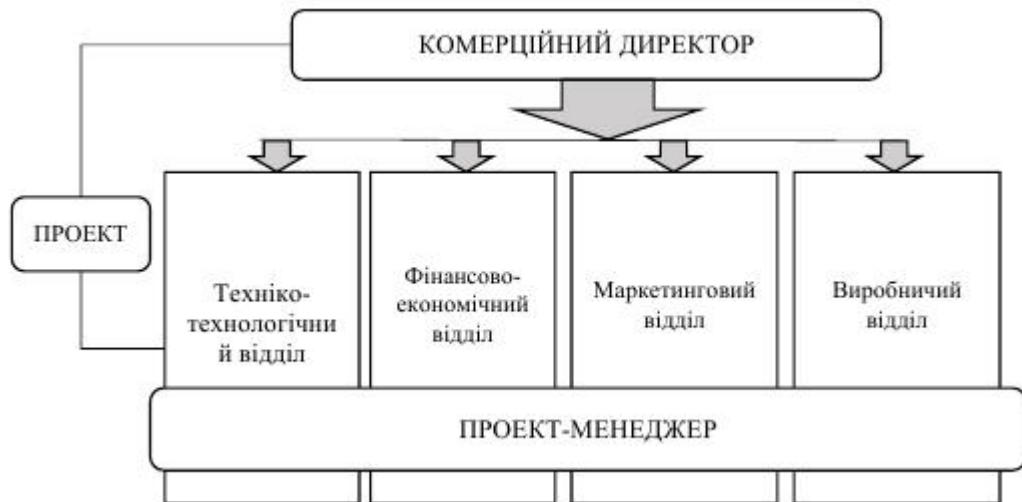 КОМЕРЦІЙНИЙ ДИРЕКТОР
ПРОЕКТ
Техніко-
технологічни
й відділ
Фінансово-
економічний
відділ
Маркетинговий
відділ
Виробничий
відділ
ПРОЕКТ-МЕНЕДЖЕР